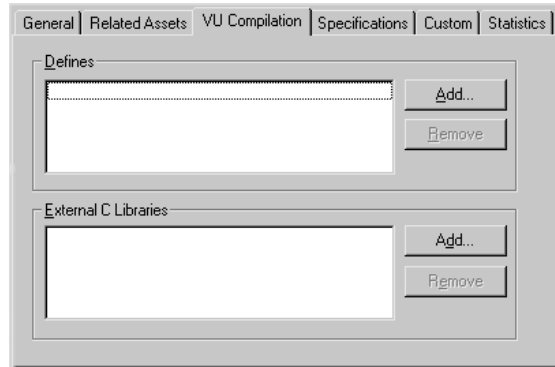 General Related Assets VU Compilation Specifications Custom Statistics
Defines
Add...
Remove
External C Libraries
Add...
Remove